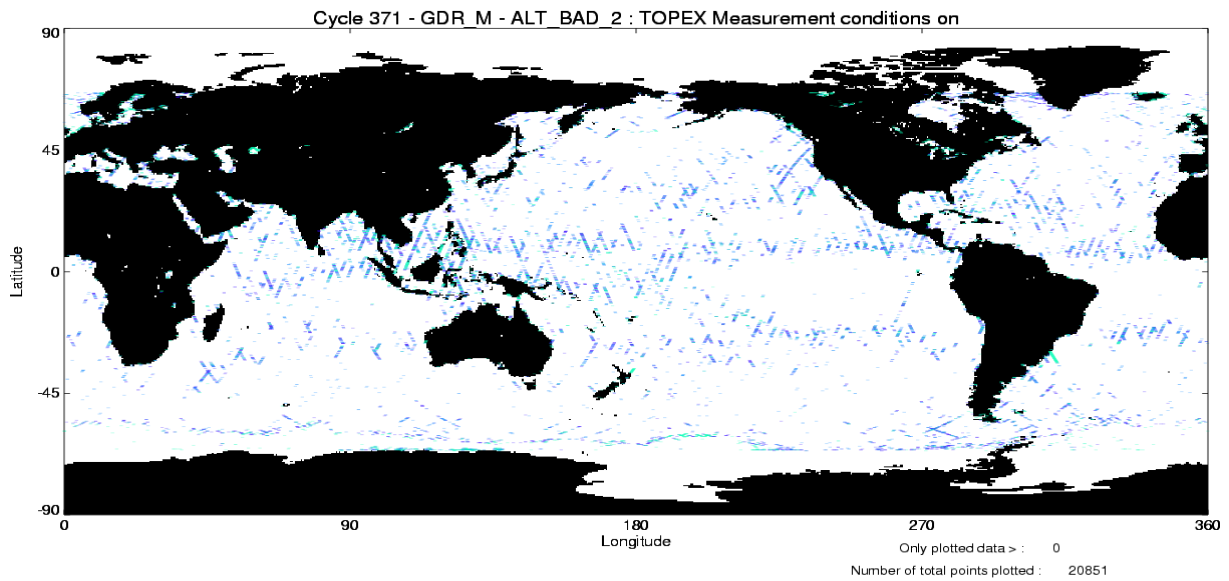 Cycle 371 - GDR_M - ALT_BAD_2 : TOPEX Measurement conditions on
90
45
0
-45
-90
Latitude
0 90 180 270 360
Longitude
Only plotted data > : 0
Number of total points plotted : 20851